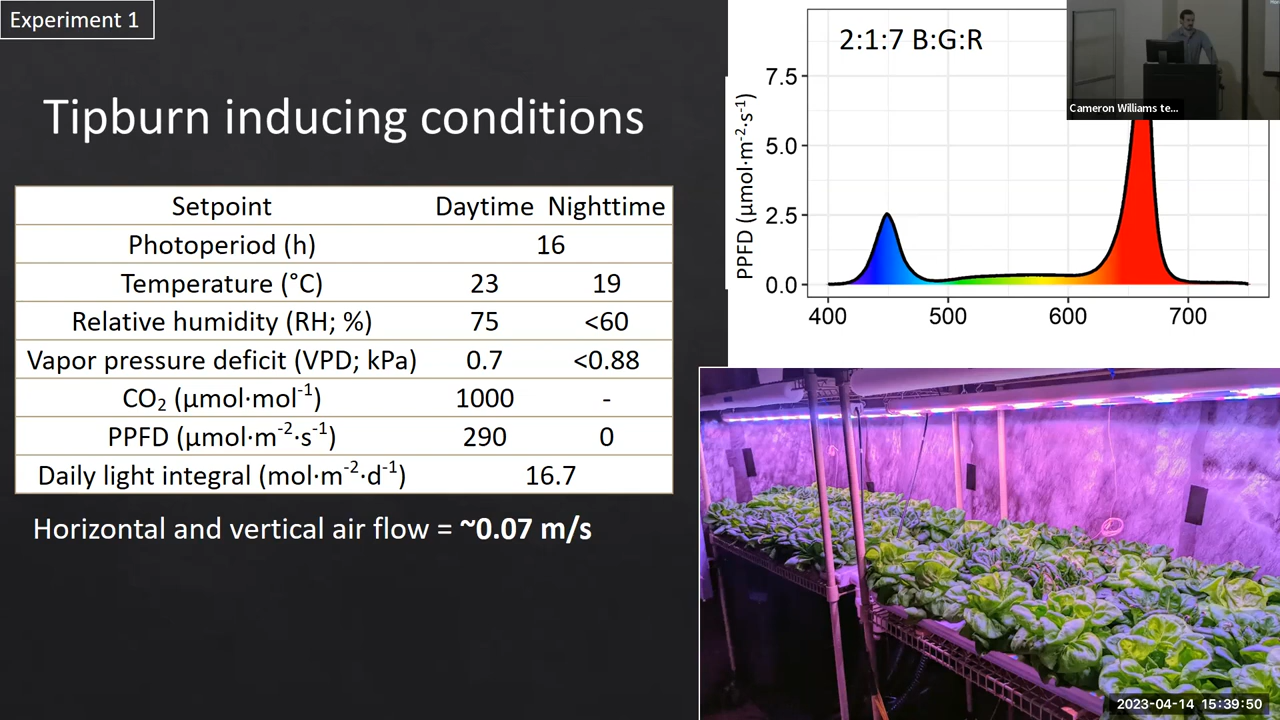 Experiment 1
Tipburn inducing conditions
Setpoint Daytime Nighttime
Photoperiod (h) 16
Temperature (°C) 23 19
Relative humidity (RH; %) 75 <60
Vapor pressure deficit (VPD; kPa) 0.7 <0.88
CO₂ (µmol·mol⁻¹) 1000 -
PPFD (µmol·m⁻²·s⁻¹) 290 0
Daily light integral (mol·m⁻²·d⁻¹) 16.7
Horizontal and vertical air flow = ~0.07 m/s
2:1:7 B:G:R
PPFD (µmol·m⁻²·s⁻¹)
7.5
5.0
2.5
0.0
400 500 600 700
Cameron Williams te...
2023-04-14 15:39:50